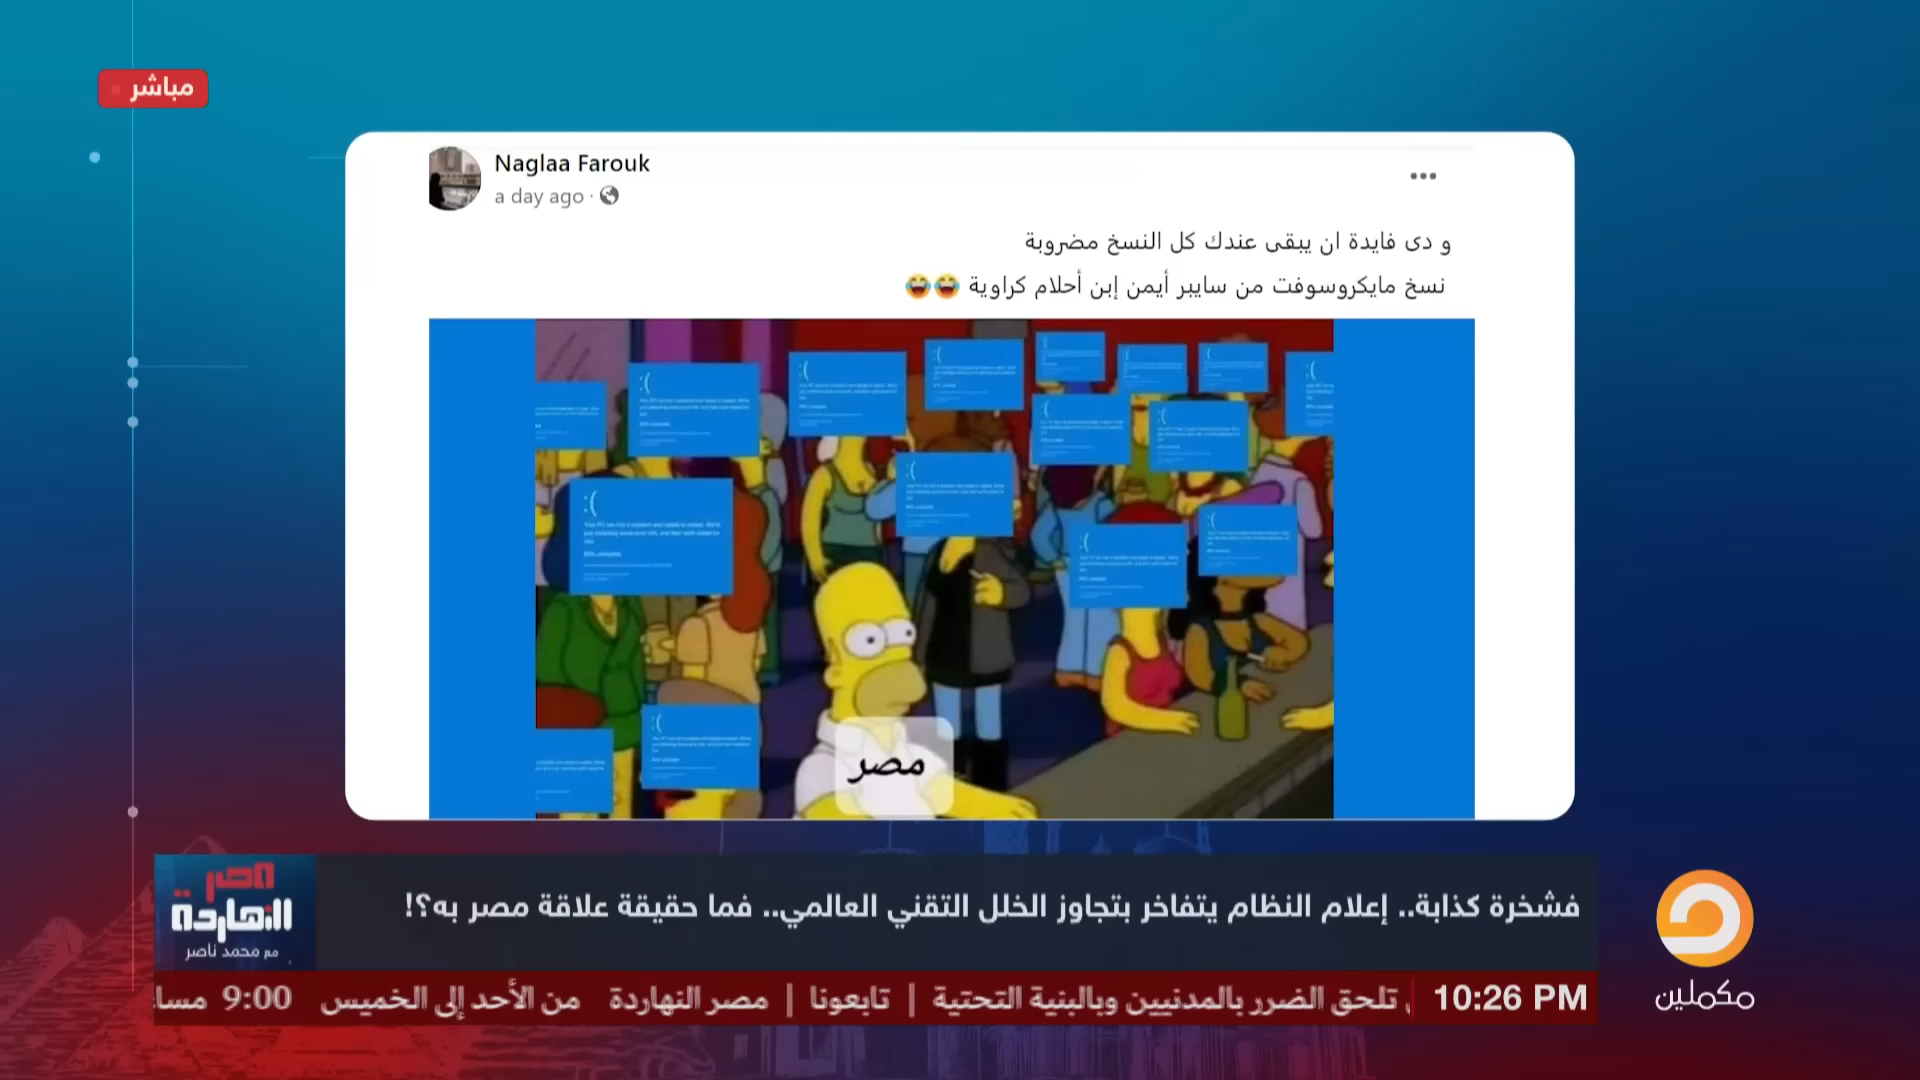 مباشر
Naglaa Farouk
a day ago ·
و دى فايدة ان يبقى عندك كل النسخ مضروبة
نسخ مايكروسوفت من سايبر أيمن إبن أحلام كراوية 😂😂
:(
:(
:(
:(
:(
:(
:(
:(
:(
:(
:(
:(
:(
مصر
مصر
النهاردة
مع محمد ناصر
فشخرة كذابة.. إعلام النظام يتفاخر بتجاوز الخلل التقني العالمي.. فما حقيقة علاقة مصر به؟!
10:26 PM
تلحق الضرر بالمدنيين وبالبنية التحتية | تابعونا | مصر النهاردة من الأحد إلى الخميس 9:00
مكملين